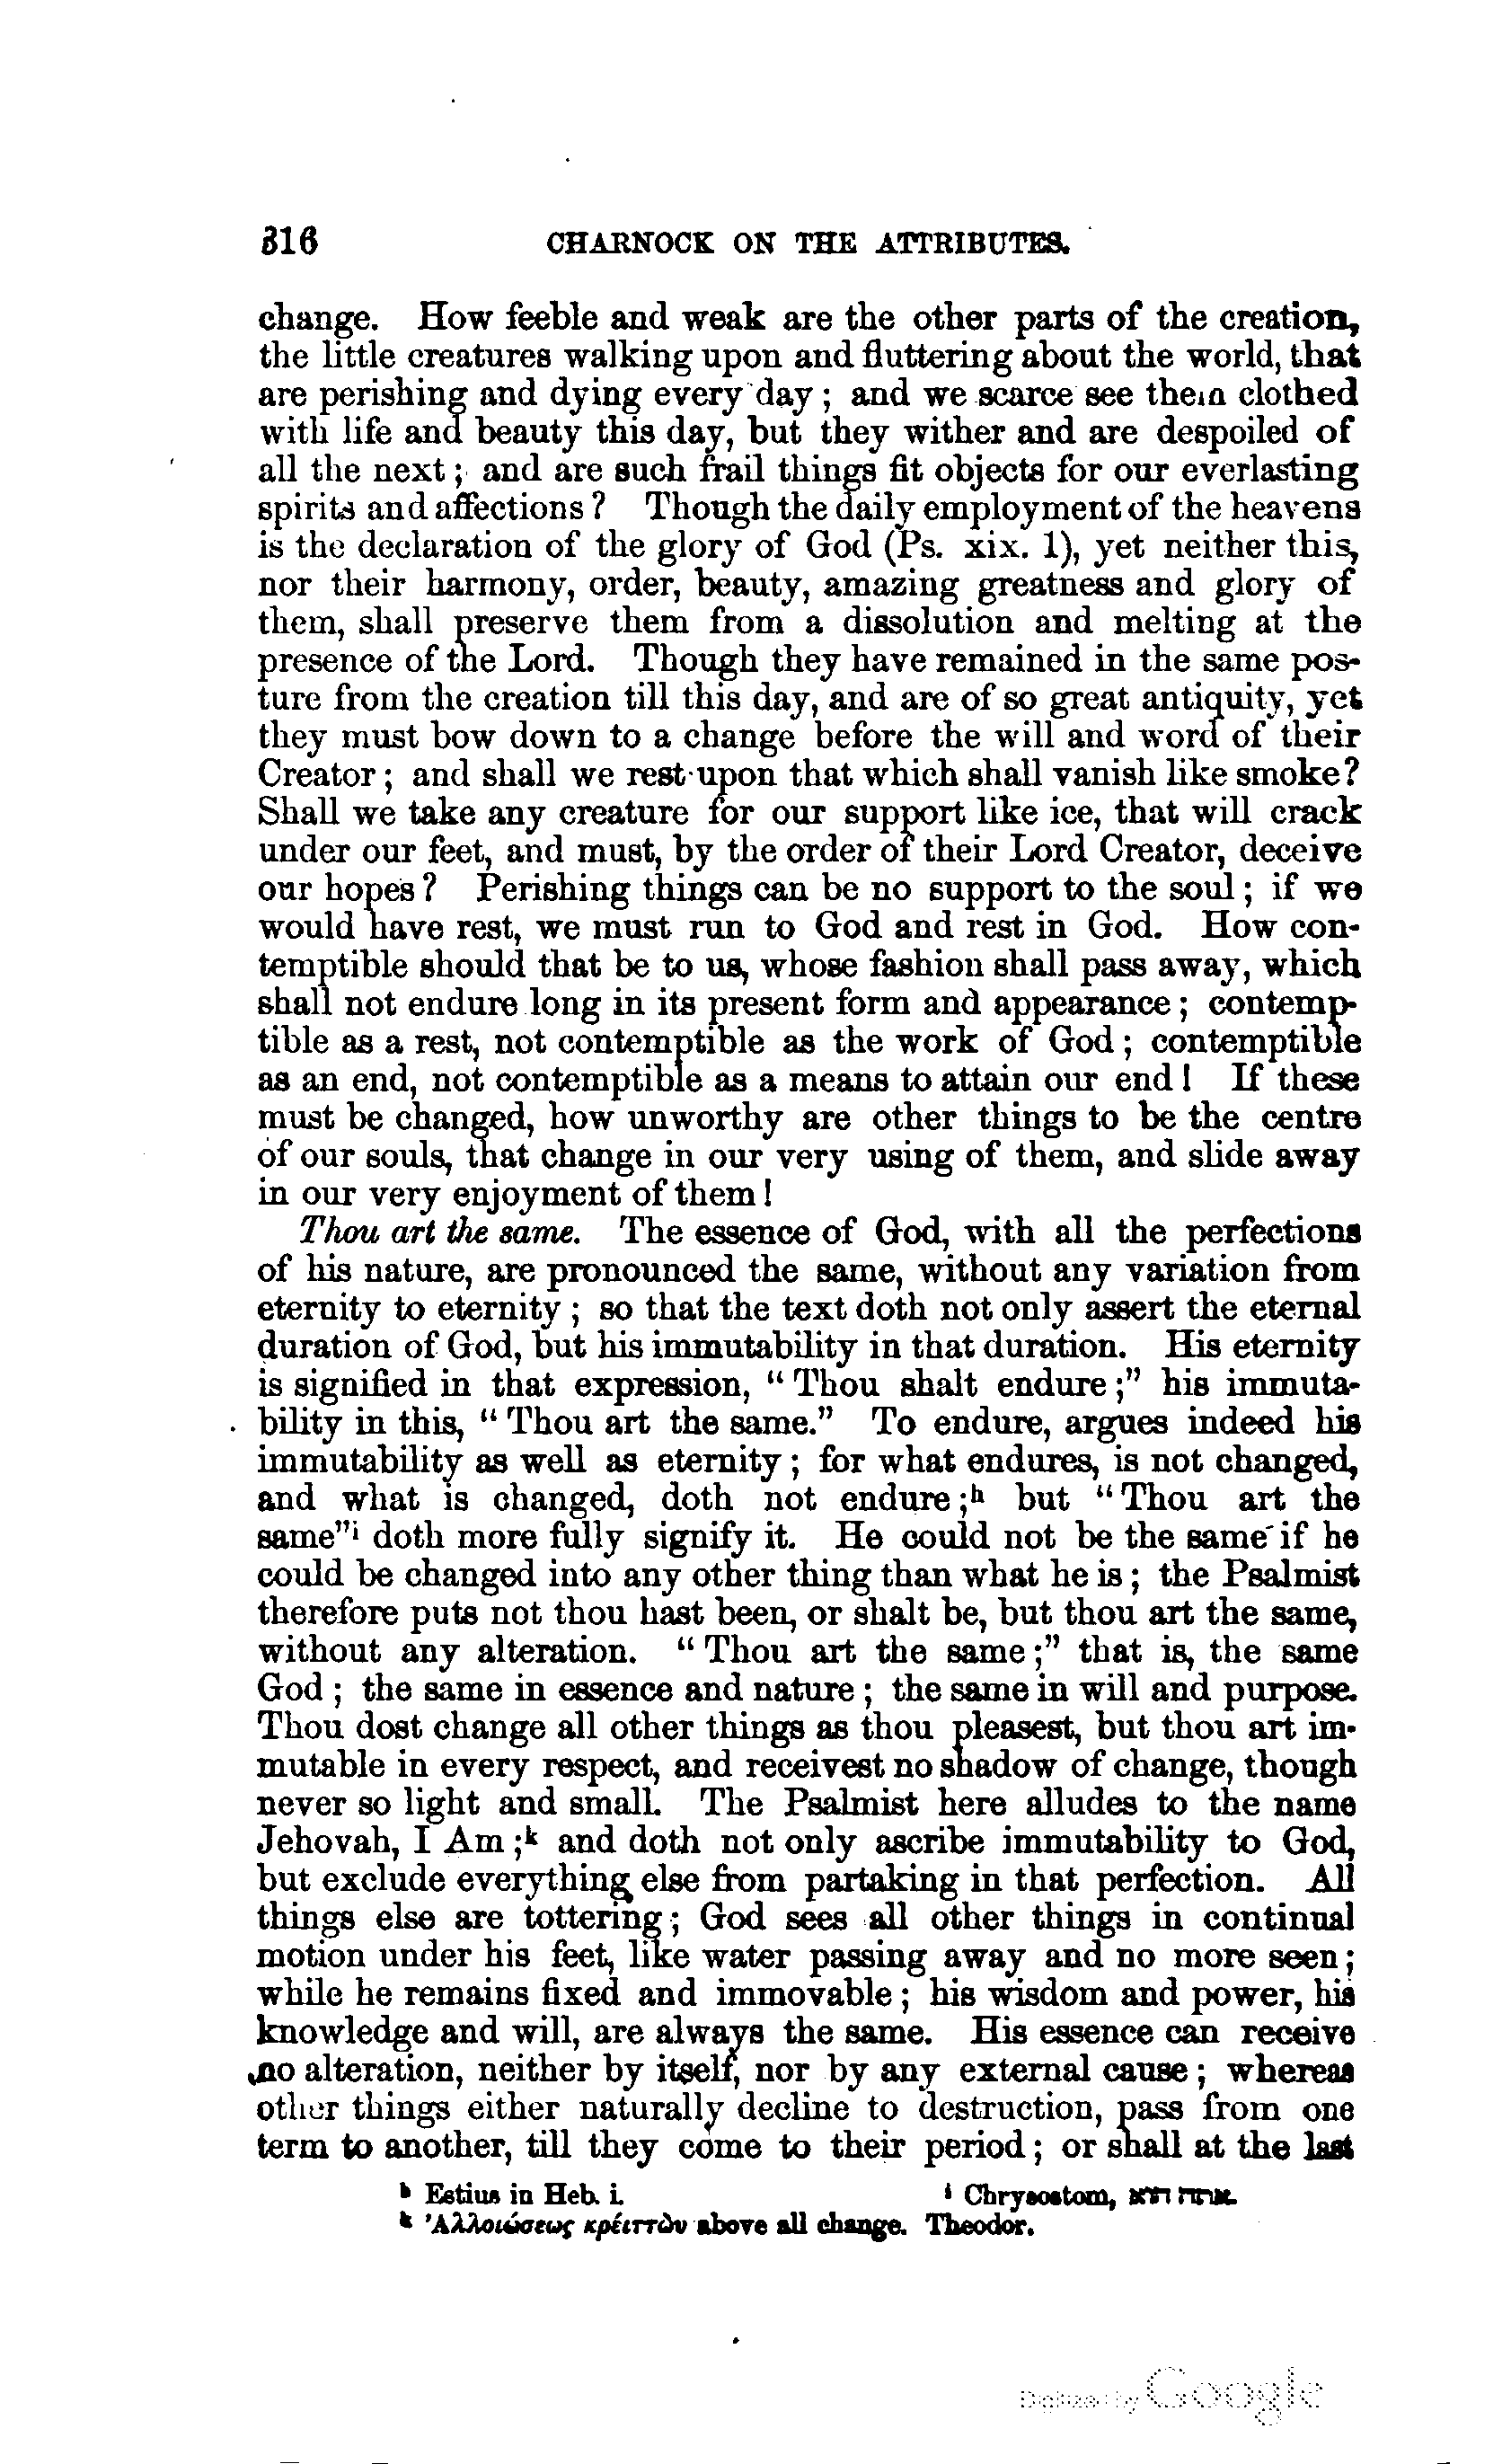 316 CHARNOCK ON THE ATTRIBUTES.
change. How feeble and weak are the other parts of the creation,
the little creatures walking upon and fluttering about the world, that
are perishing and dying every day ; and we scarce see them clothed
with life and beauty this day, but they wither and are despoiled of
all the next ; and are such frail things fit objects for our everlasting
spirits and affections ? Though the daily employment of the heavens
is the declaration of the glory of God (Ps. xix. 1), yet neither this,
nor their harmony, order, beauty, amazing greatness and glory of
them, shall preserve them from a dissolution and melting at the
presence of the Lord. Though they have remained in the same pos-
ture from the creation till this day, and are of so great antiquity, yet
they must bow down to a change before the will and word of their
Creator ; and shall we rest upon that which shall vanish like smoke?
Shall we take any creature for our support like ice, that will crack
under our feet, and must, by the order of their Lord Creator, deceive
our hopes ? Perishing things can be no support to the soul ; if we
would have rest, we must run to God and rest in God. How con-
temptible should that be to us, whose fashion shall pass away, which
shall not endure long in its present form and appearance ; contemp-
tible as a rest, not contemptible as the work of God ; contemptible
as an end, not contemptible as a means to attain our end ! If these
must be changed, how unworthy are other things to be the centre
of our souls, that change in our very using of them, and slide away
in our very enjoyment of them !
Thou art the same. The essence of God, with all the perfections
of his nature, are pronounced the same, without any variation from
eternity to eternity ; so that the text doth not only assert the eternal
duration of God, but his immutability in that duration. His eternity
is signified in that expression, “ Thou shalt endure ;” his immuta-
bility in this, “ Thou art the same.” To endure, argues indeed his
immutability as well as eternity ; for what endures, is not changed,
and what is changed, doth not endure ;ʰ but “ Thou art the
same”ⁱ doth more fully signify it. He could not be the same if he
could be changed into any other thing than what he is ; the Psalmist
therefore puts not thou hast been, or shalt be, but thou art the same,
without any alteration. “ Thou art the same ;” that is, the same
God ; the same in essence and nature ; the same in will and purpose.
Thou dost change all other things as thou pleasest, but thou art im-
mutable in every respect, and receivest no shadow of change, though
never so light and small. The Psalmist here alludes to the name
Jehovah, I Am ;ᵏ and doth not only ascribe immutability to God,
but exclude everything else from partaking in that perfection. All
things else are tottering ; God sees all other things in continual
motion under his feet, like water passing away and no more seen ;
while he remains fixed and immovable ; his wisdom and power, his
knowledge and will, are always the same. His essence can receive
no alteration, neither by itself, nor by any external cause ; whereas
other things either naturally decline to destruction, pass from one
term to another, till they come to their period ; or shall at the last
ʰ Estius in Heb. i. ⁱ Chrysostom, אתה הוא.
ᵏ Ἀλλοιώσεως κρείττὼν above all change. Theodor.
Digitized by Google